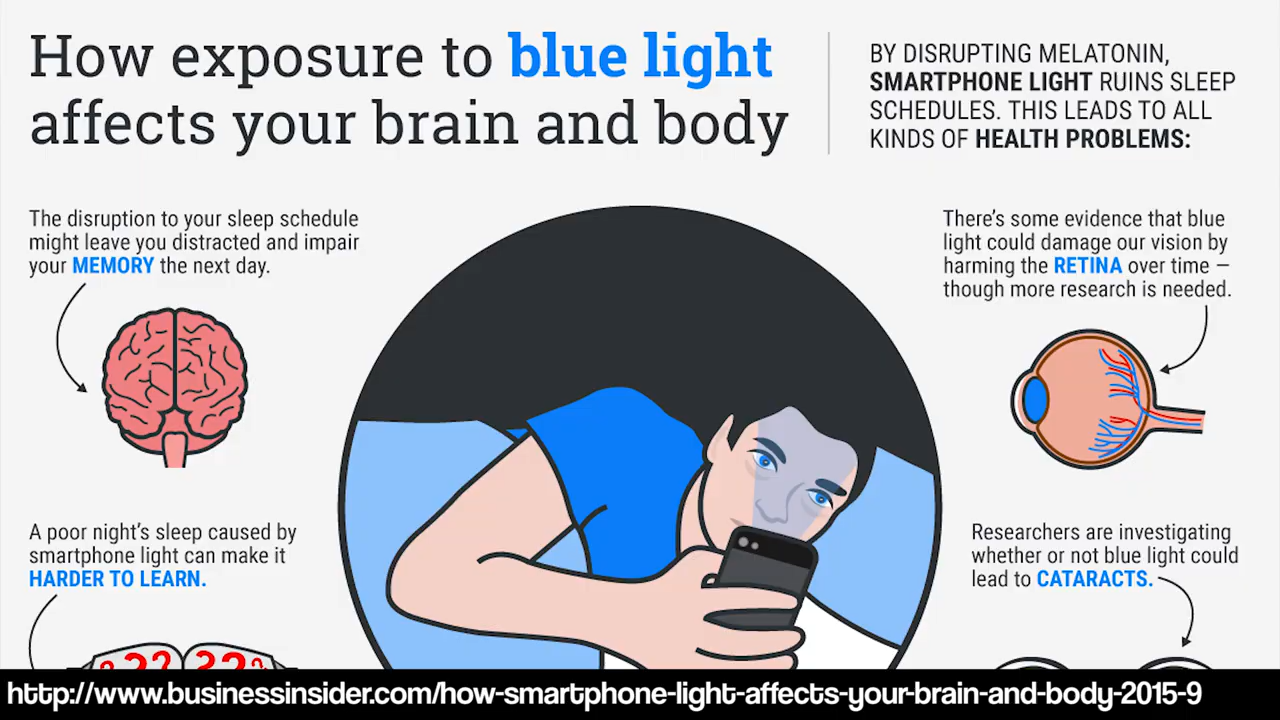 How exposure to blue light
affects your brain and body
BY DISRUPTING MELATONIN,
SMARTPHONE LIGHT RUINS SLEEP
SCHEDULES. THIS LEADS TO ALL
KINDS OF HEALTH PROBLEMS:
The disruption to your sleep schedule
might leave you distracted and impair
your MEMORY the next day.
There's some evidence that blue
light could damage our vision by
harming the RETINA over time —
though more research is needed.
A poor night's sleep caused by
smartphone light can make it
HARDER TO LEARN.
Researchers are investigating
whether or not blue light could
lead to CATARACTS.
http://www.businessinsider.com/how-smartphone-light-affects-your-brain-and-body-2015-9